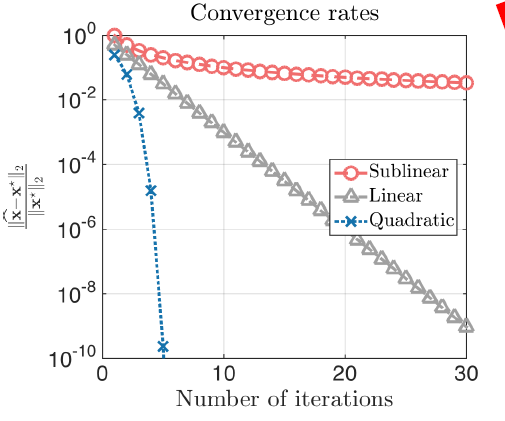 Convergence rates
10^0
10^-2
10^-4
10^-6
10^-8
10^-10
‖x̂−x⋆‖₂
‖x⋆‖₂
Sublinear
Linear
Quadratic
0 10 20 30
Number of iterations